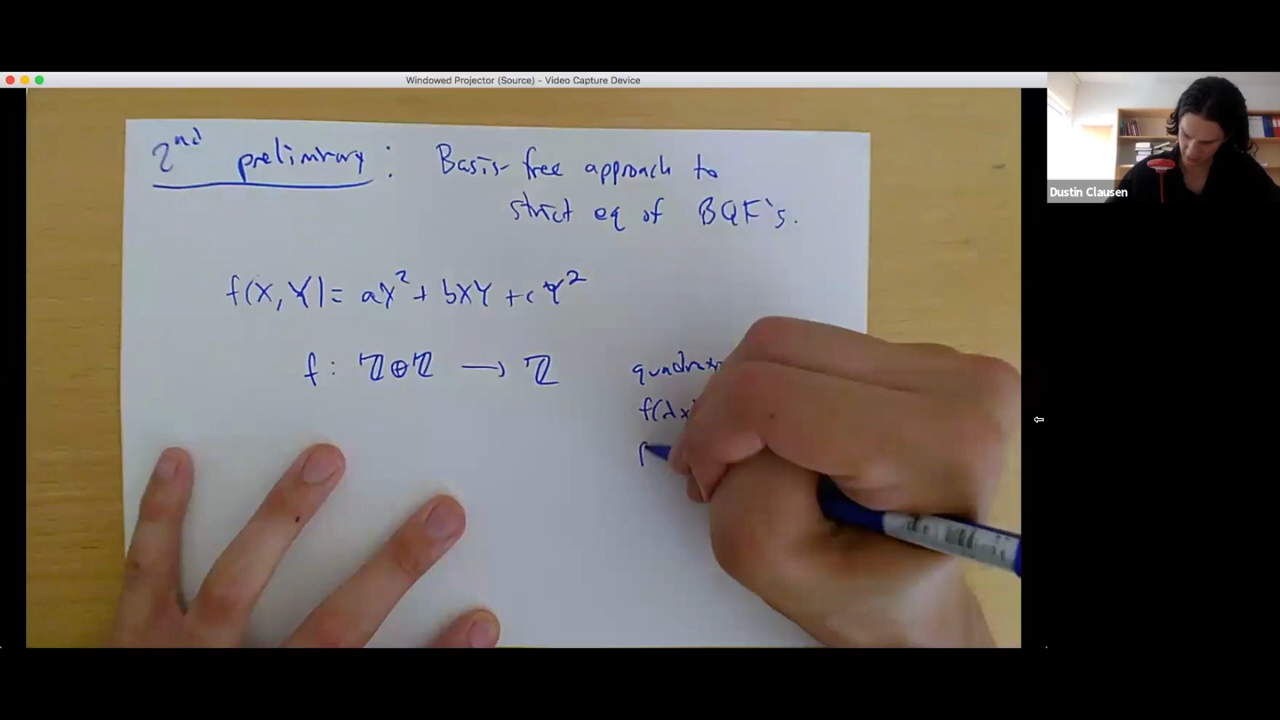 Windowed Projector (Source) - Video Capture Device
2nd preliminary: Basis-free approach to
strict eq of BQF's.
f(X, Y) = aX² + bXY + cY²
f: ℤ⊕ℤ → ℤ
f(λx)
Dustin Clausen